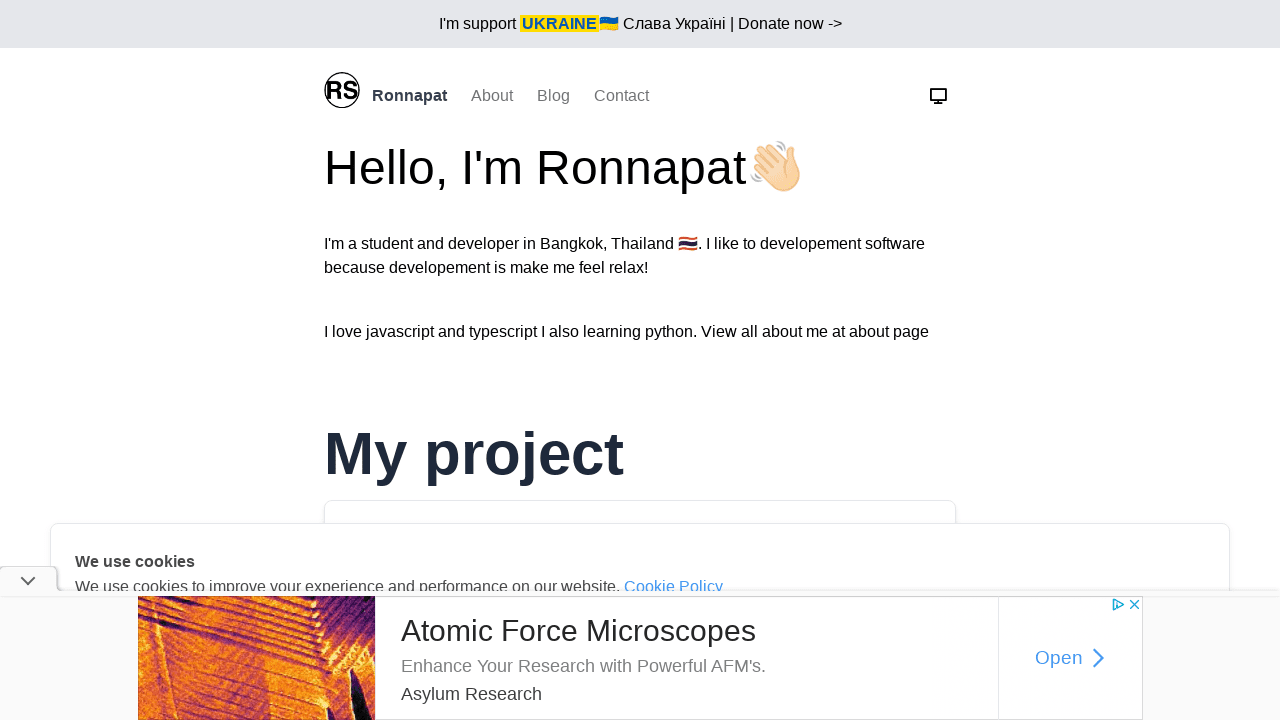 I'm support UKRAINE🇺🇦 Слава Україні | Donate now ->
RS Ronnapat About Blog Contact
Hello, I'm Ronnapat👋🏻
I'm a student and developer in Bangkok, Thailand 🇹🇭. I like to developement software
because developement is make me feel relax!
I love javascript and typescript I also learning python. View all about me at about page
My project
We use cookies
We use cookies to improve your experience and performance on our website. Cookie Policy
Atomic Force Microscopes
Enhance Your Research with Powerful AFM's.
Asylum Research
Open